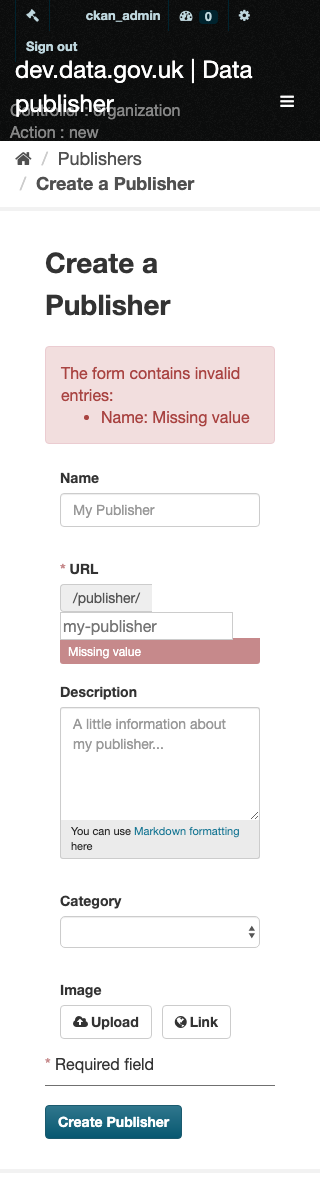 ckan_admin 0
Sign out
dev.data.gov.uk | Data
publisher
Controller : organization
Action : new
/ Publishers
/ Create a Publisher
Create a
Publisher
The form contains invalid
entries:
• Name: Missing value
Name
My Publisher
* URL
/publisher/
my-publisher
Missing value
Description
A little information about
my publisher...
You can use Markdown formatting
here
Category
Image
Upload Link
* Required field
Create Publisher